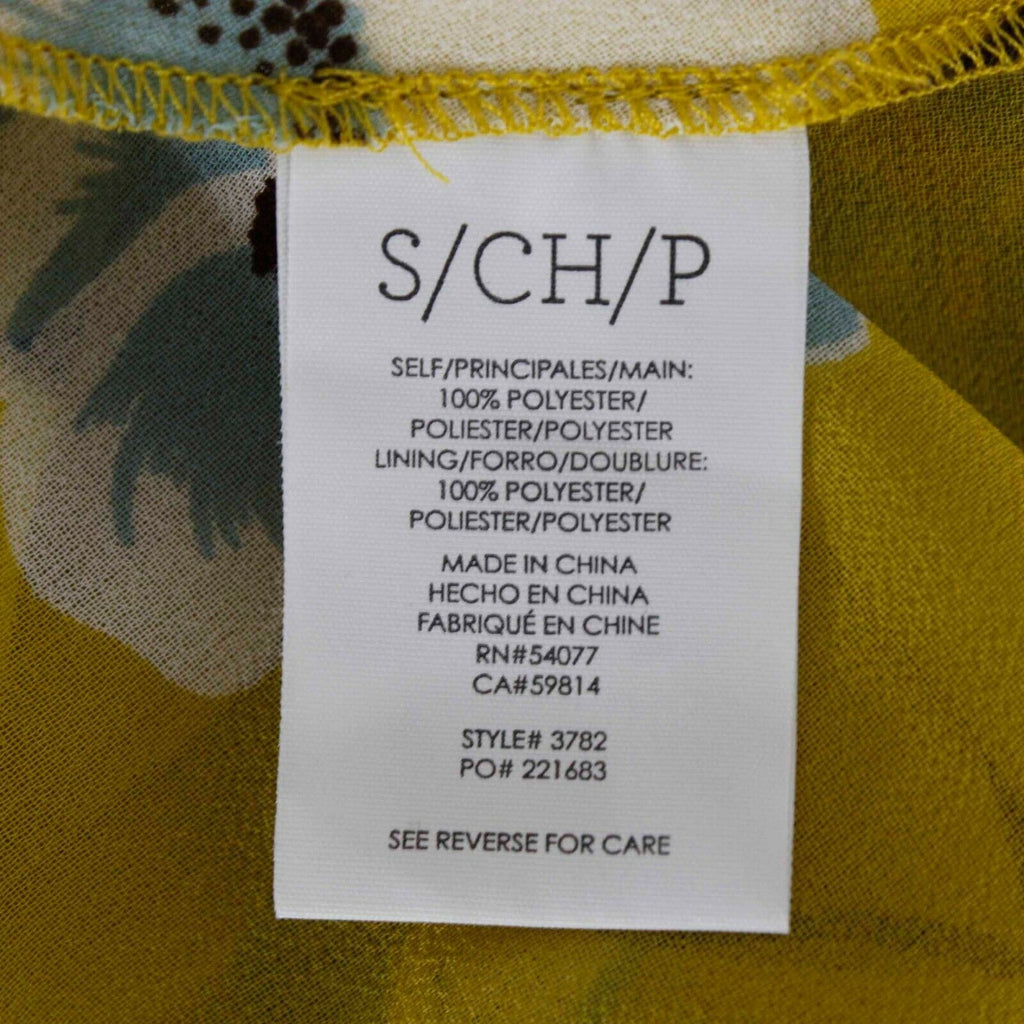 S/CH/P
SELF/PRINCIPALES/MAIN:
100% POLYESTER/
POLIESTER/POLYESTER
LINING/FORRO/DOUBLURE:
100% POLYESTER/
POLIESTER/POLYESTER
MADE IN CHINA
HECHO EN CHINA
FABRIQUÉ EN CHINE
RN#54077
CA#59814
STYLE# 3782
PO# 221683
SEE REVERSE FOR CARE